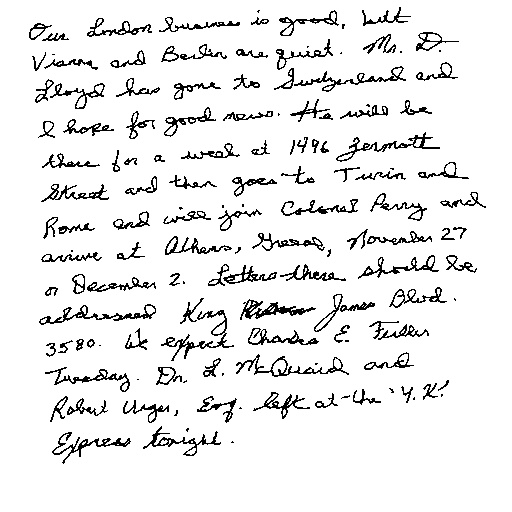 Our London business is good, but
Vianna and Berlin are quiet. Mr. D.
Lloyd has gone to Switzerland and
I hope for good news. He will be
there for a week at 1496 Zermott
Street and then goes to Turin and
Rome and will join Colonel Perry and
arrive at Athens, Greece, November 27
or December 2. Letters there should be
addressed King James Blvd.
3580. We expect Charles E. Fuller
Tuesday. Dr. L. McQuaid and
Robert Unger, Esq. left at the 'Y.X.'
Express tonight.